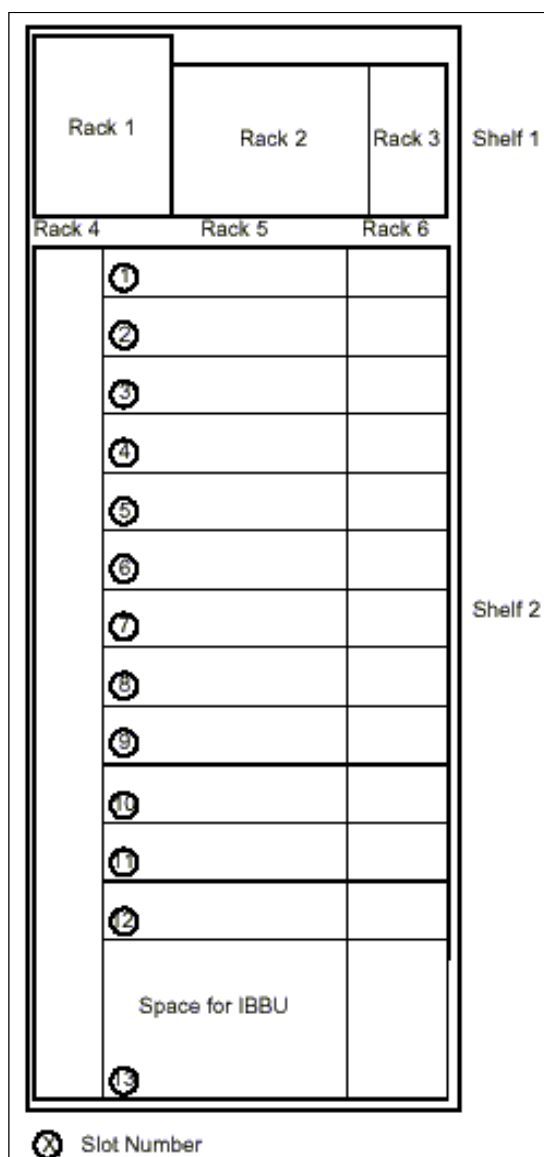 Rack 1
Rack 2
Rack 3
Shelf 1
Rack 4
Rack 5
Rack 6
1
2
3
4
5
6
7
8
9
10
11
12
Shelf 2
Space for IBBU
13
X Slot Number